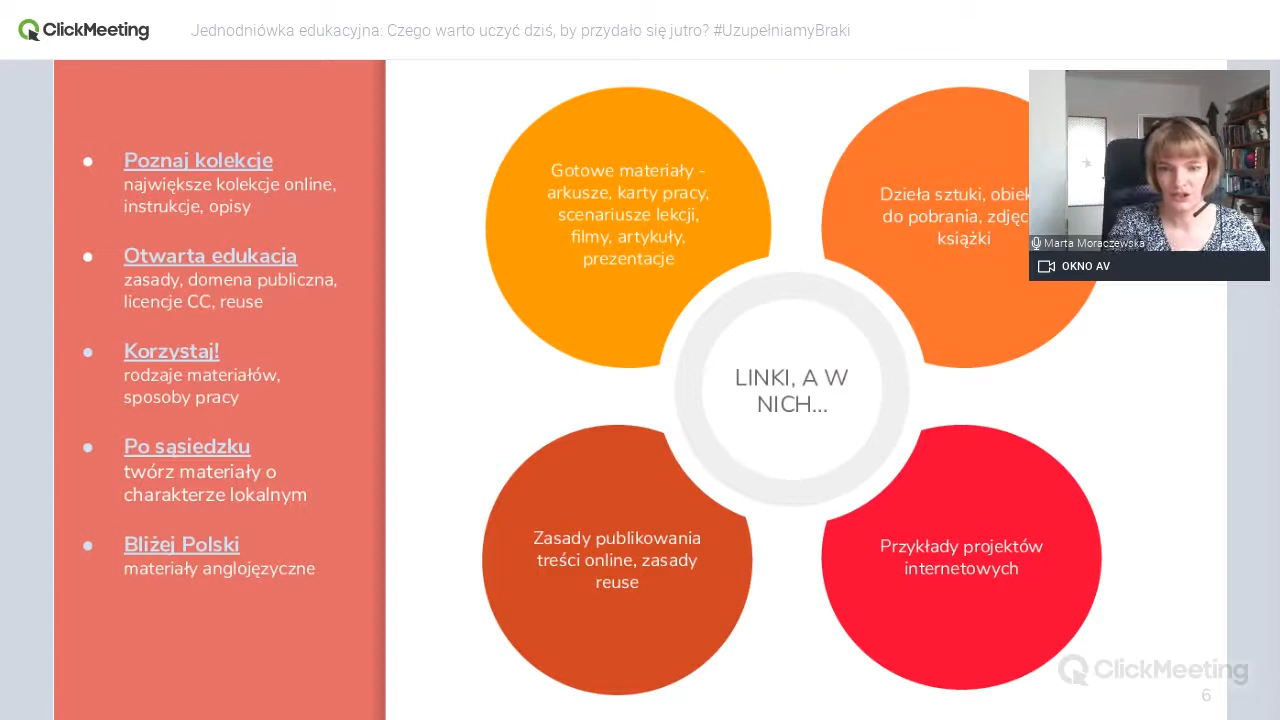 ClickMeeting
Jednodniówka edukacyjna: Czego warto uczyć dziś, by przydało się jutro? #UzupełniamyBraki
Poznaj kolekcje
największe kolekcje online,
instrukcje, opisy
Otwarta edukacja
zasady, domena publiczna,
licencje CC, reuse
Korzystaj!
rodzaje materiałów,
sposoby pracy
Po sąsiedzku
twórz materiały o
charakterze lokalnym
Bliżej Polski
materiały anglojęzyczne
Gotowe materiały -
arkusze, karty pracy,
scenariusze lekcji,
filmy, artykuły,
prezentacje
Dzieła sztuki,
do pobrania,
książki
LINKI, A W
NICH...
Zasady publikowania
treści online, zasady
reuse
Przykłady projektów
internetowych
Marta Moraczewska
OKNO AV
ClickMeeting
6